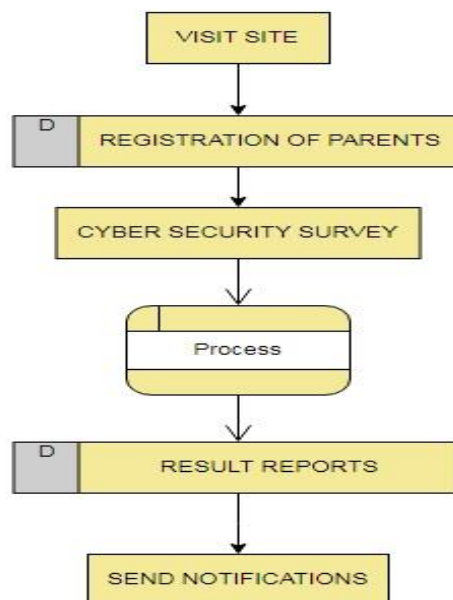 VISIT SITE
D
REGISTRATION OF PARENTS
CYBER SECURITY SURVEY
Process
D
RESULT REPORTS
SEND NOTIFICATIONS